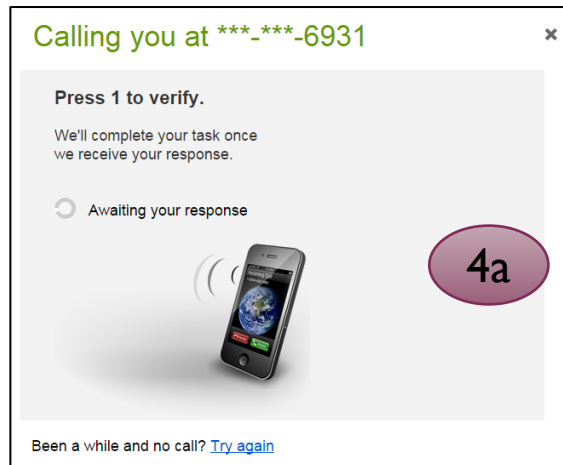 Calling you at ***-***-6931
×
Press 1 to verify.
We'll complete your task once
we receive your response.
Awaiting your response
4a
Been a while and no call? Try again